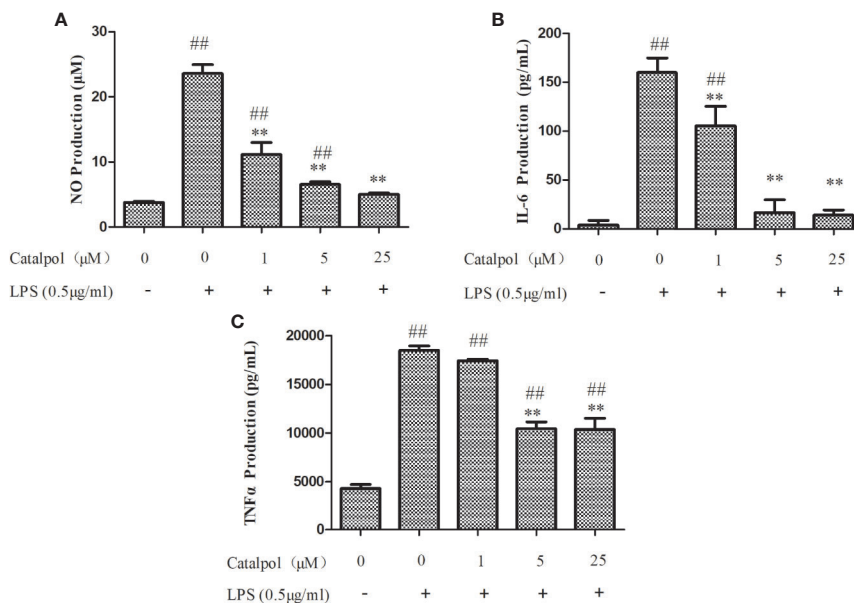 A
NO Production (μM)
30
20
10
0
##
##
**
##
**
**
Catalpol (μM) 0 0 1 5 25
LPS (0.5μg/ml) - + + + +
B
IL-6 Production (pg/mL)
200
150
100
50
0
##
##
**
**
**
Catalpol (μM) 0 0 1 5 25
LPS (0.5μg/ml) - + + + +
C
TNFα Production (pg/mL)
20000
15000
10000
5000
0
##
##
##
**
##
**
Catalpol (μM) 0 0 1 5 25
LPS (0.5μg/ml) - + + + +